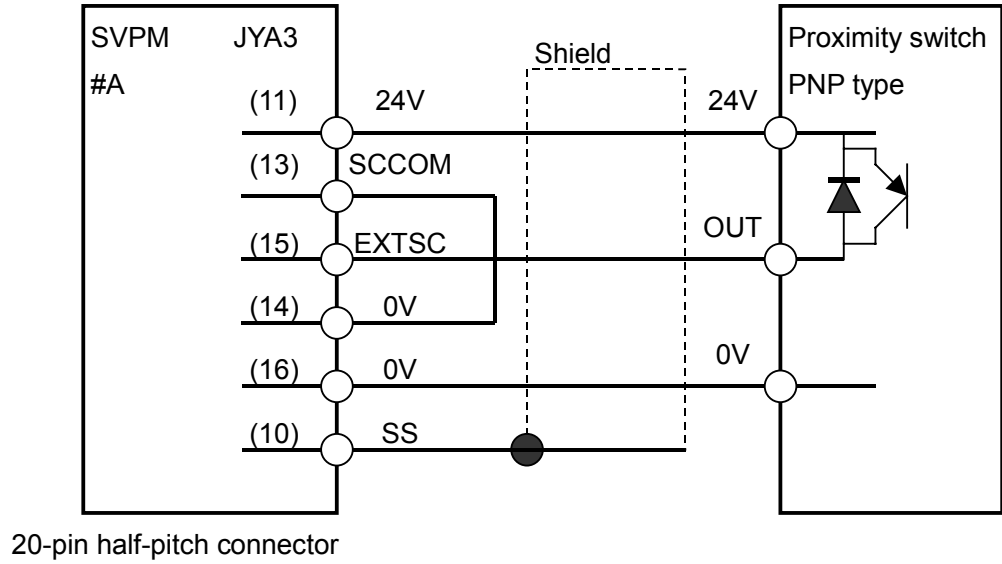 SVPM JYA3
#A
Shield
Proximity switch
PNP type
(11) 24V 24V
(13) SCCOM
(15) EXTSC OUT
(14) 0V
(16) 0V 0V
(10) SS
20-pin half-pitch connector